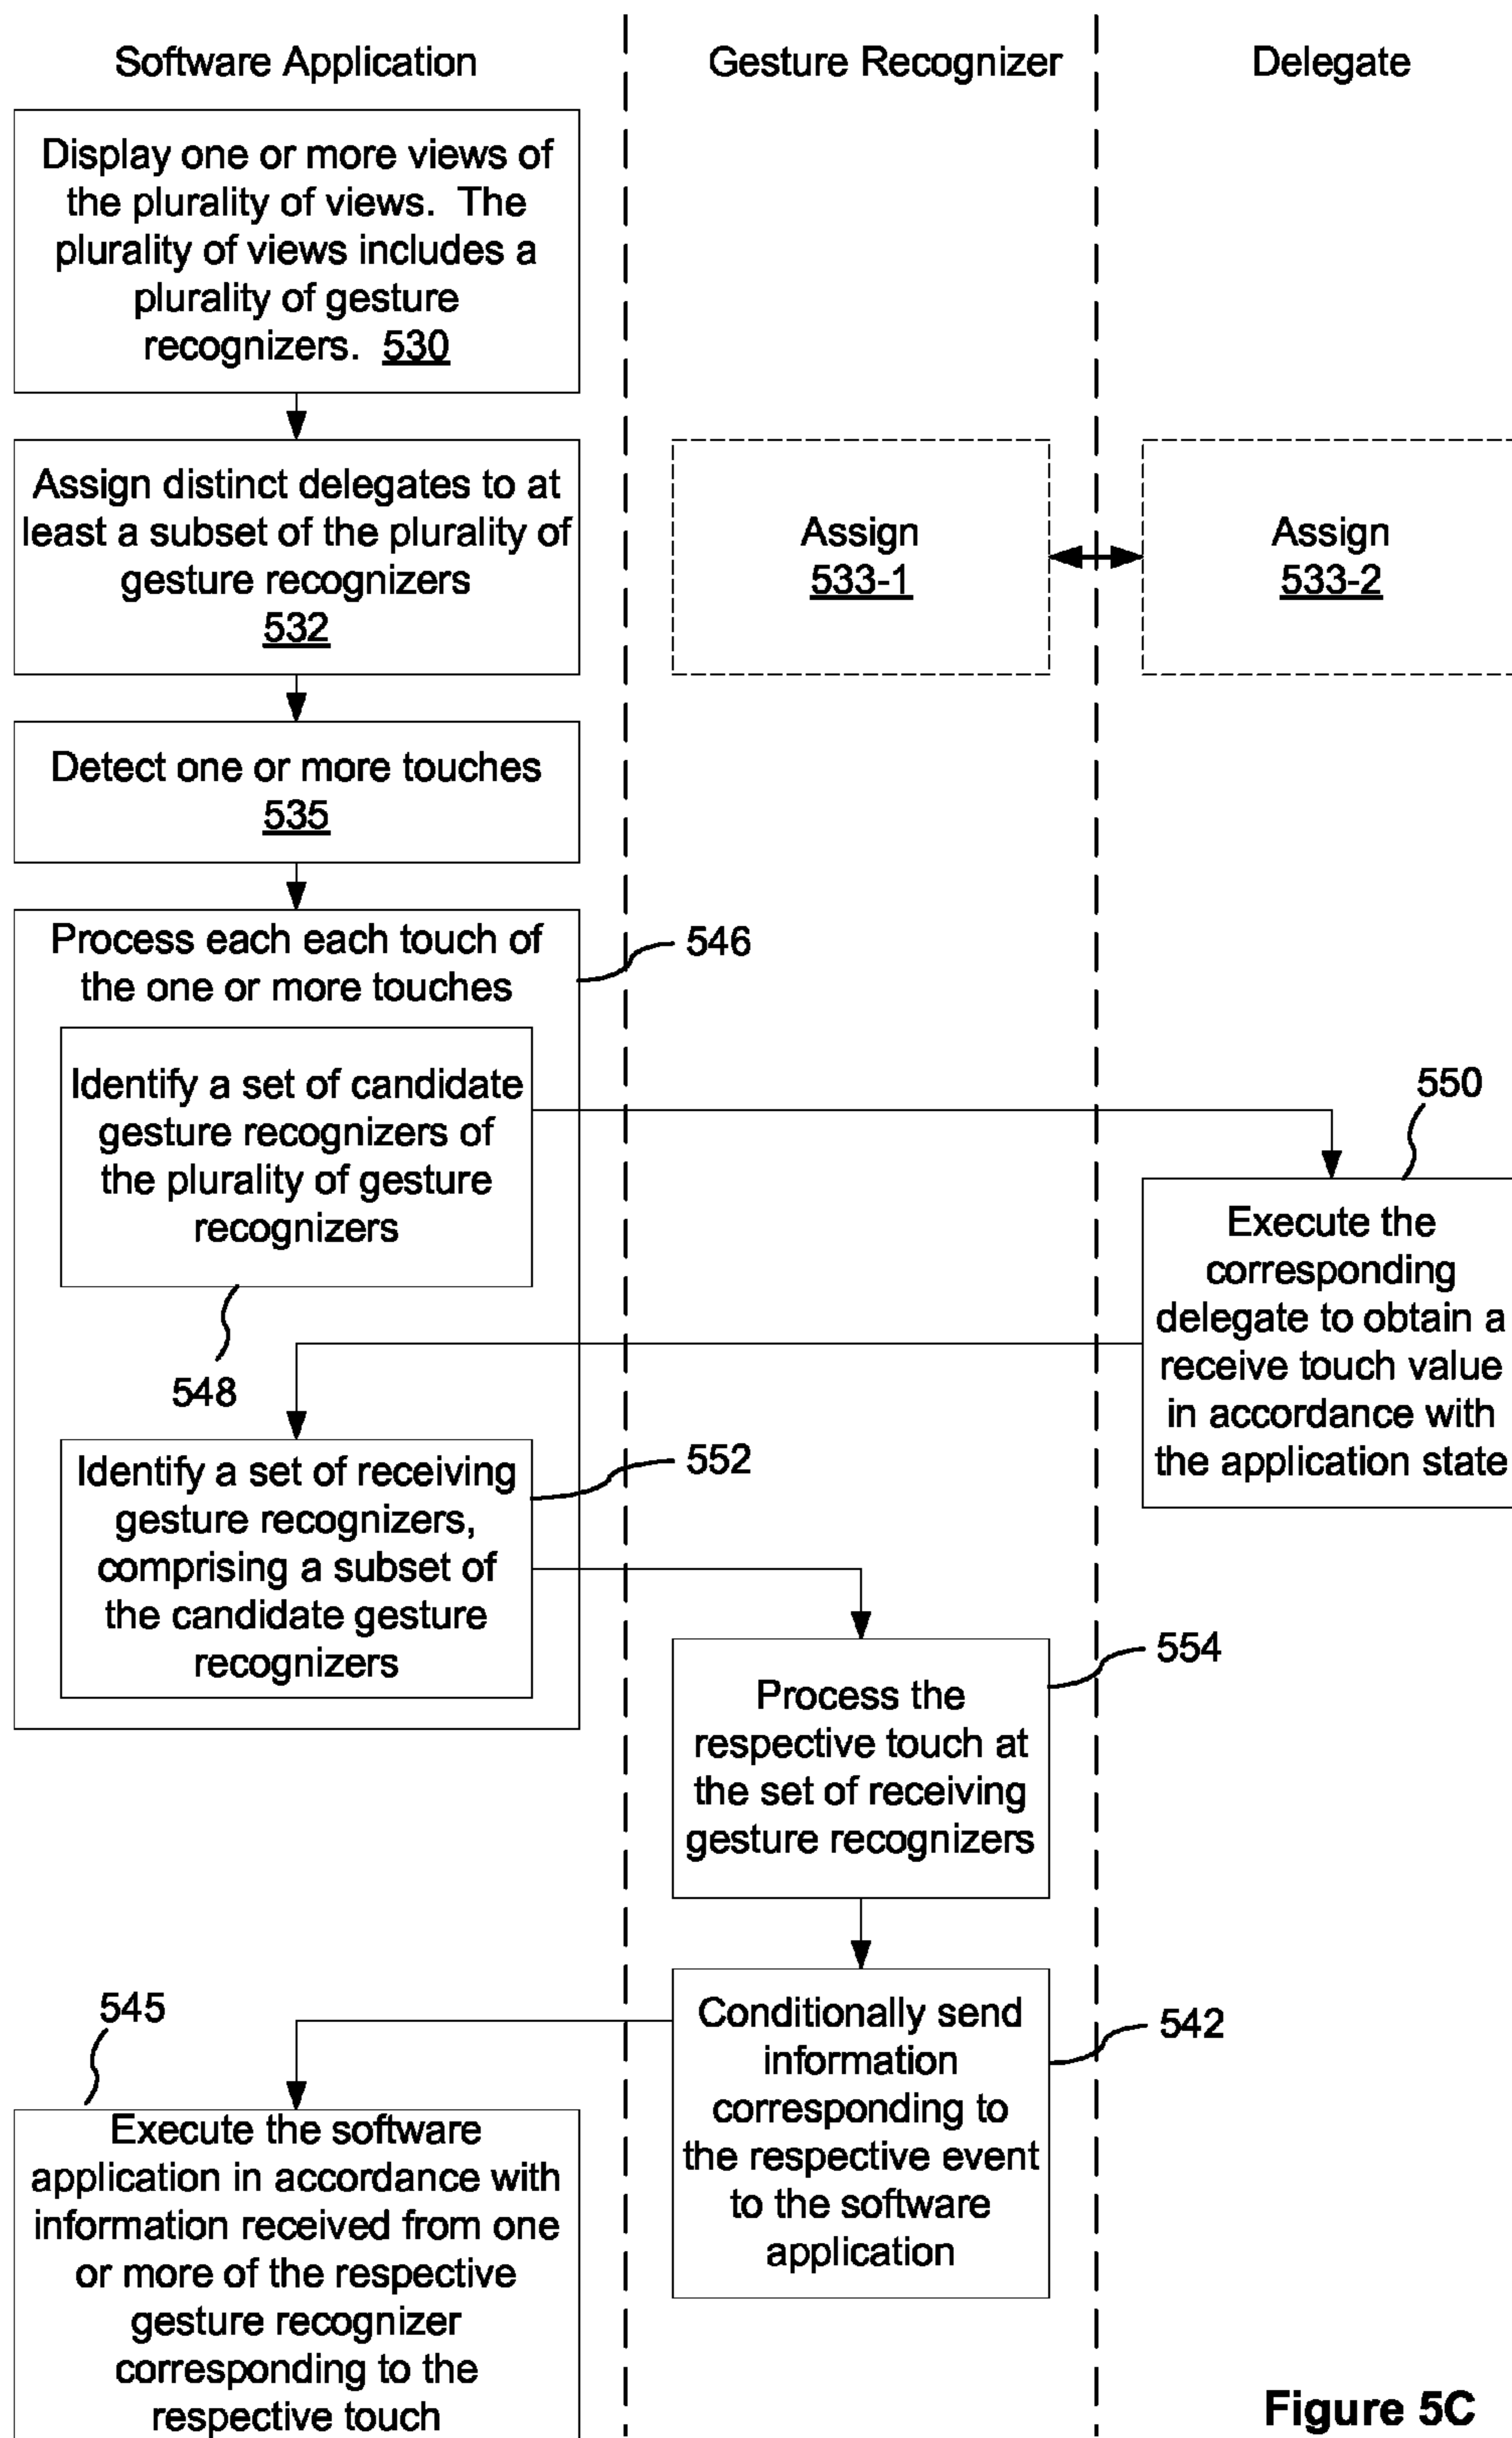 Software Application
Gesture Recognizer
Delegate
Display one or more views of
the plurality of views. The
plurality of views includes a
plurality of gesture
recognizers. 530
Assign distinct delegates to at
least a subset of the plurality of
gesture recognizers
532
Assign
533-1
Assign
533-2
Detect one or more touches
535
Process each each touch of
the one or more touches
546
Identify a set of candidate
gesture recognizers of
the plurality of gesture
recognizers
548
550
Execute the
corresponding
delegate to obtain a
receive touch value
in accordance with
the application state
Identify a set of receiving
gesture recognizers,
comprising a subset of
the candidate gesture
recognizers
552
Process the
respective touch at
the set of receiving
gesture recognizers
554
Conditionally send
information
corresponding to
the respective event
to the software
application
542
545
Execute the software
application in accordance with
information received from one
or more of the respective
gesture recognizer
corresponding to the
respective touch
Figure 5C